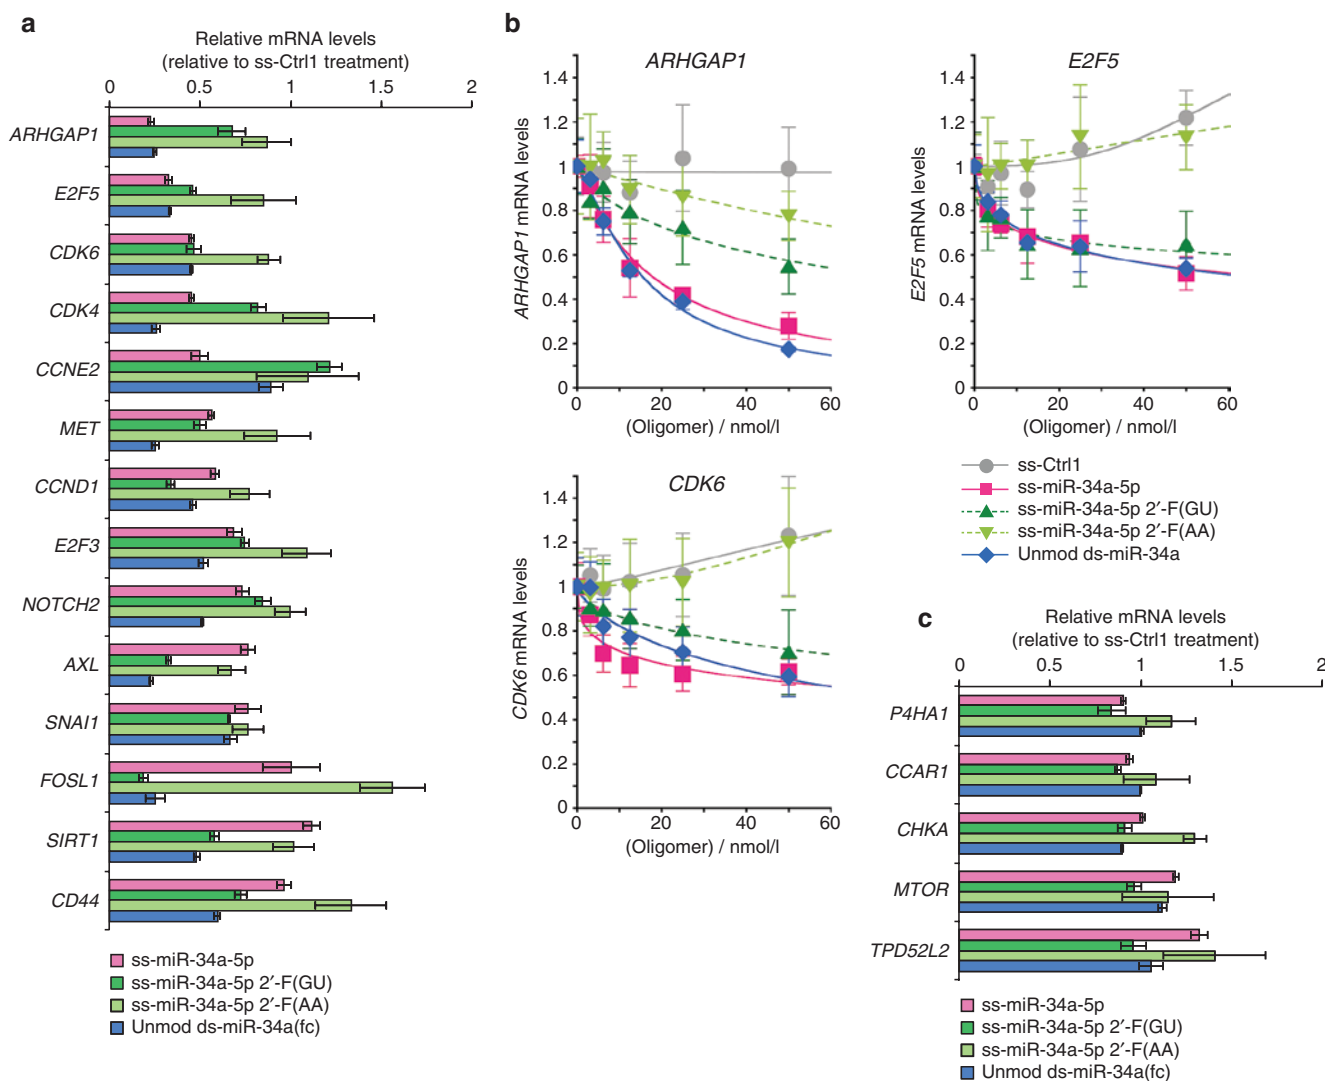 a
Relative mRNA levels
(relative to ss-Ctrl1 treatment)
0 0.5 1 1.5 2
ARHGAP1
E2F5
CDK6
CDK4
CCNE2
MET
CCND1
E2F3
NOTCH2
AXL
SNAI1
FOSL1
SIRT1
CD44
ss-miR-34a-5p
ss-miR-34a-5p 2′-F(GU)
ss-miR-34a-5p 2′-F(AA)
Unmod ds-miR-34a(fc)
b
ARHGAP1
ARHGAP1 mRNA levels
1.4
1.2
1
0.8
0.6
0.4
0.2
0
0 20 40 60
(Oligomer) / nmol/l
E2F5
E2F5 mRNA levels
1.4
1.2
1
0.8
0.6
0.4
0.2
0
0 20 40 60
(Oligomer) / nmol/l
CDK6
CDK6 mRNA levels
1.4
1.2
1
0.8
0.6
0.4
0.2
0
0 20 40 60
(Oligomer) / nmol/l
ss-Ctrl1
ss-miR-34a-5p
ss-miR-34a-5p 2′-F(GU)
ss-miR-34a-5p 2′-F(AA)
Unmod ds-miR-34a
c
Relative mRNA levels
(relative to ss-Ctrl1 treatment)
0 0.5 1 1.5 2
P4HA1
CCAR1
CHKA
MTOR
TPD52L2
ss-miR-34a-5p
ss-miR-34a-5p 2′-F(GU)
ss-miR-34a-5p 2′-F(AA)
Unmod ds-miR-34a(fc)